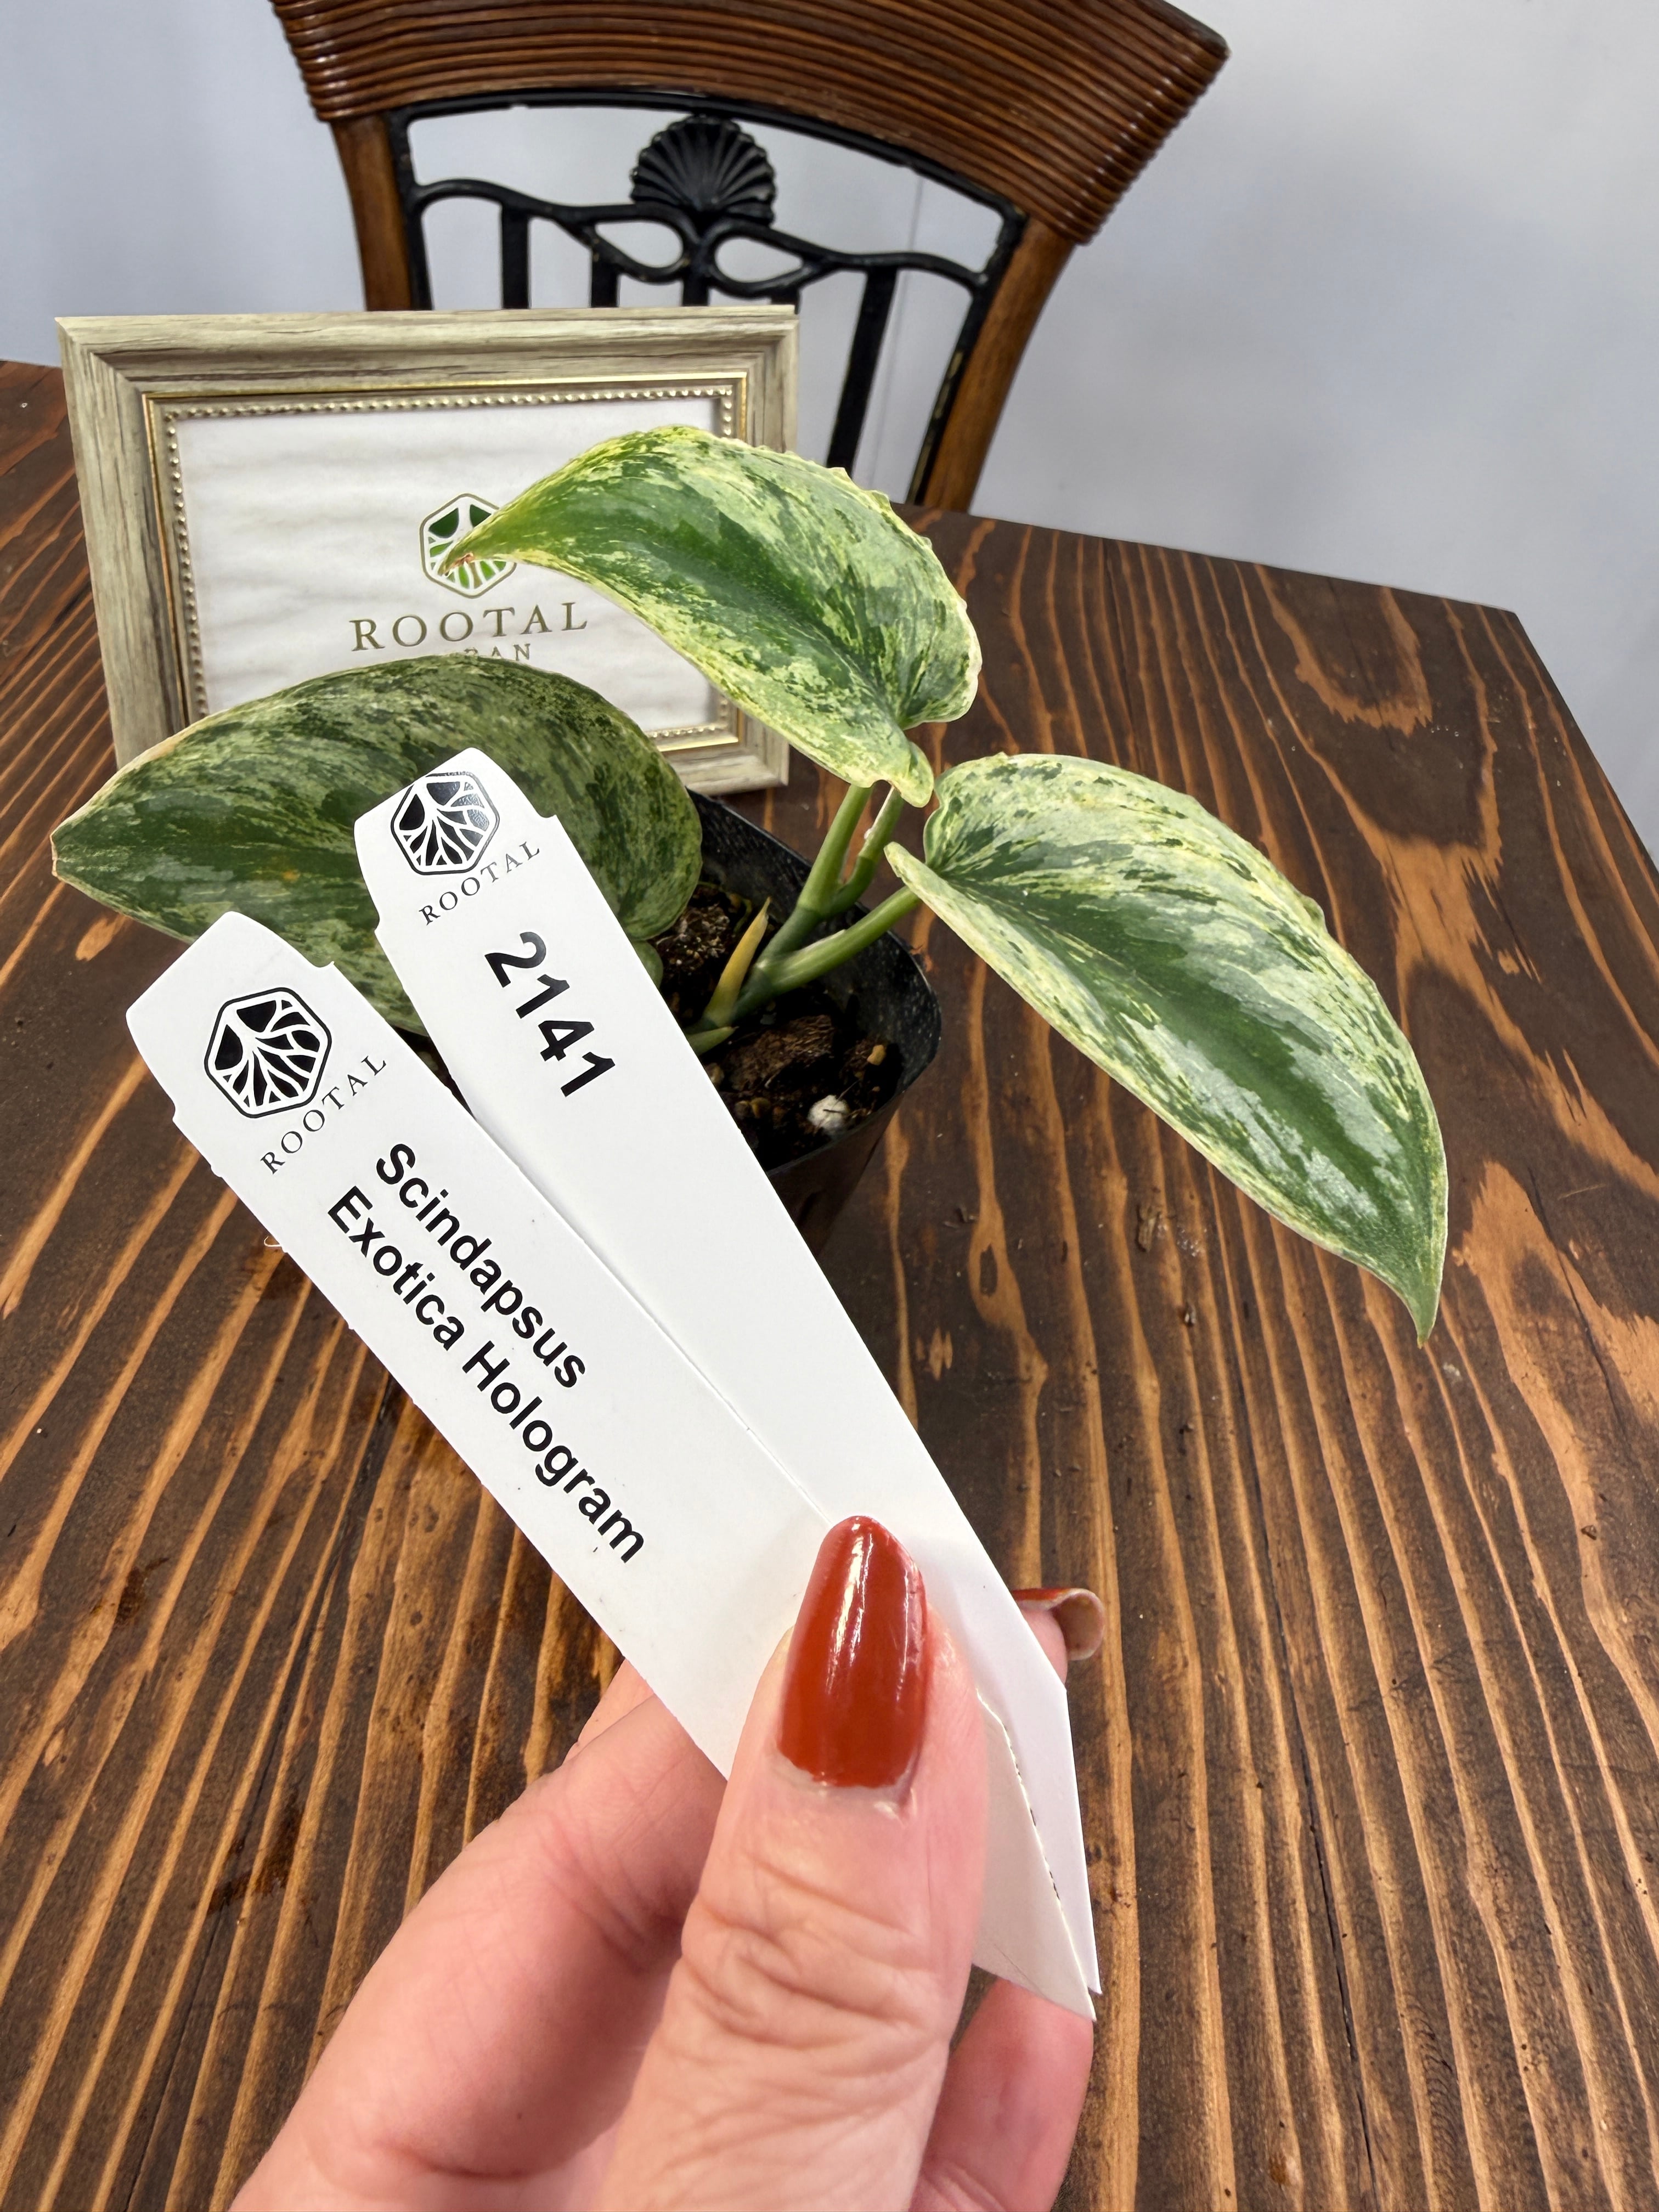 ROOTAL
ROOTAL
2141
ROOTAL
Scindapsus
Exotica Hologram